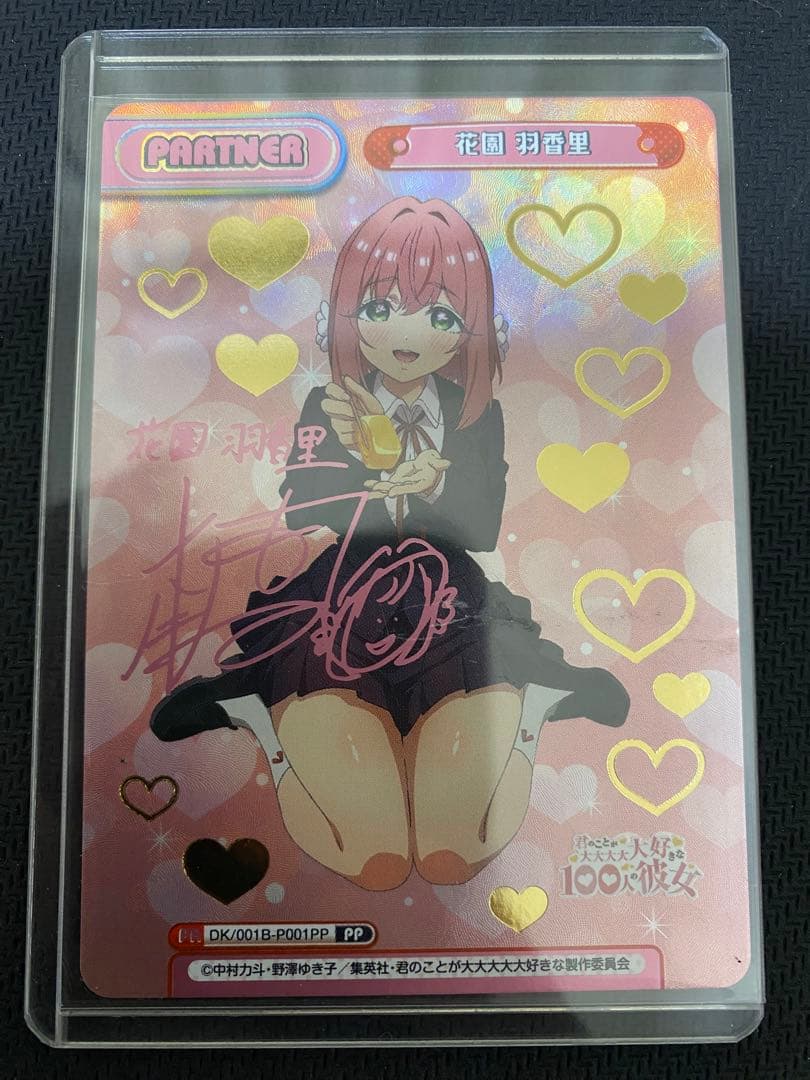 PARTNER
花園 羽香里
花園 羽香里
君のことが
大大大大大好きな
100人の彼女
PR DK/001B-P001PP PP
©中村力斗・野澤ゆき子／集英社・君のことが大大大大大好きな製作委員会